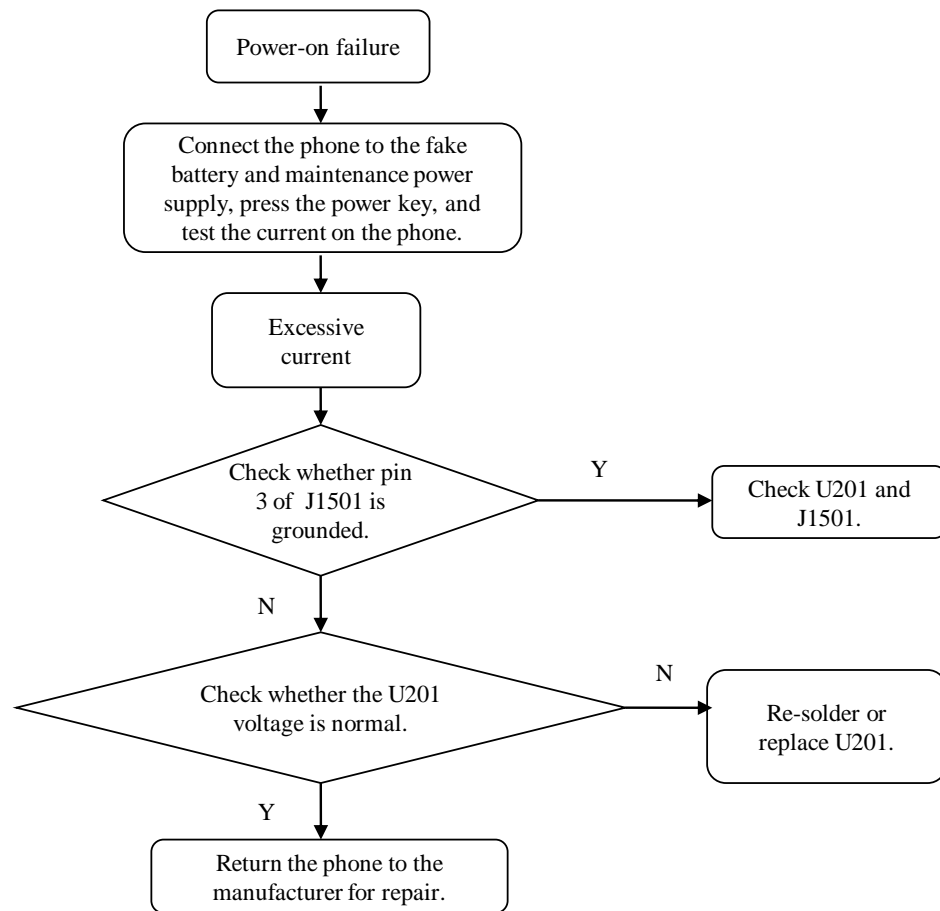 Power-on failure
Connect the phone to the fake
battery and maintenance power
supply, press the power key, and
test the current on the phone.
Excessive
current
Check whether pin
3 of J1501 is
grounded.
Y
Check U201 and
J1501.
N
Check whether the U201
voltage is normal.
N
Re-solder or
replace U201.
Y
Return the phone to the
manufacturer for repair.